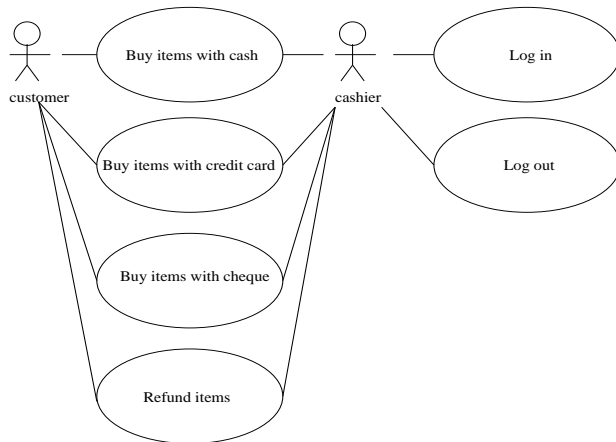 Buy items with cash
Log in
customer
cashier
Buy items with credit card
Log out
Buy items with cheque
Refund items